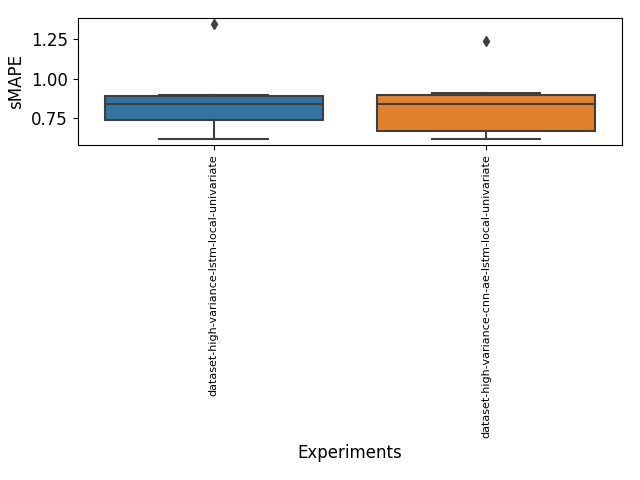 sMAPE
1.25
1.00
0.75
dataset-high-variance-lstm-local-univariate
dataset-high-variance-cnn-ae-lstm-local-univariate
Experiments